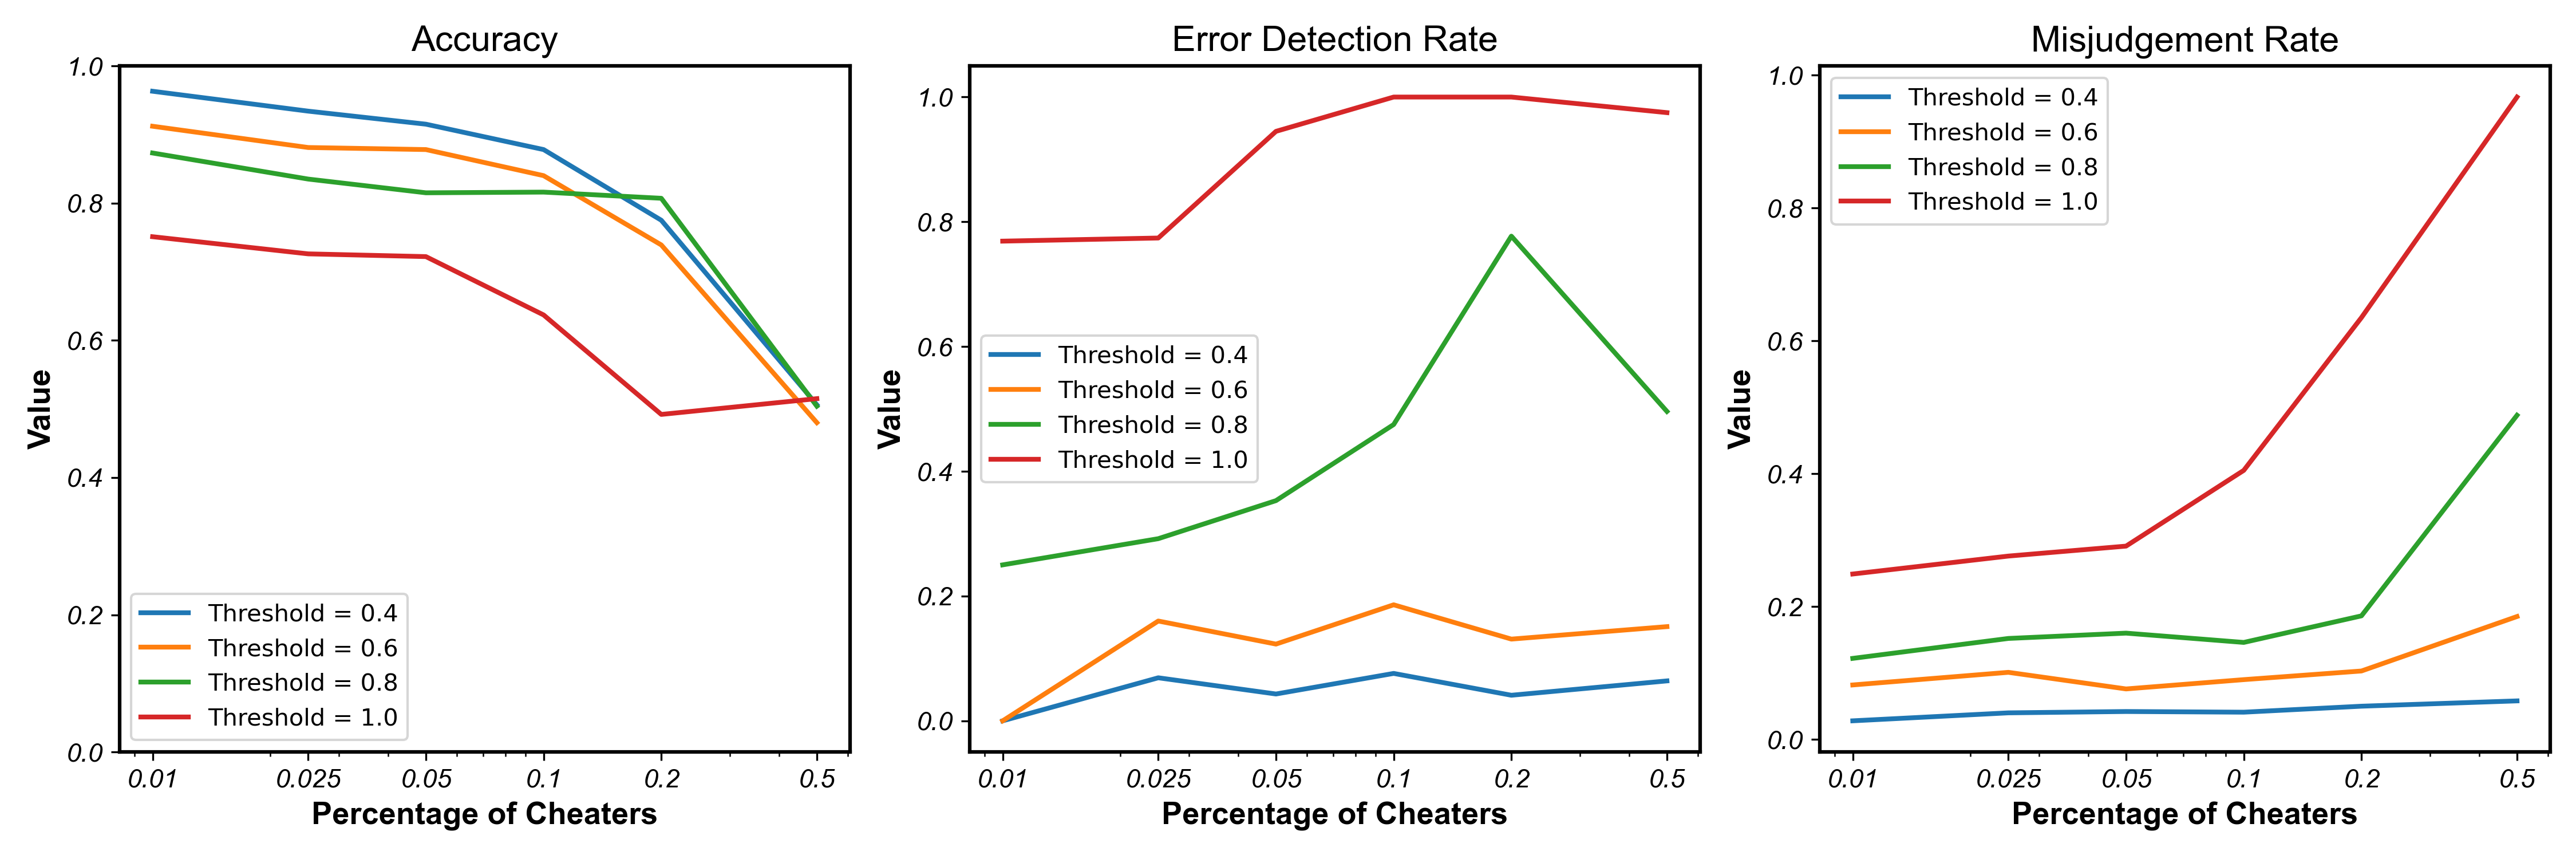 Accuracy
1.0
0.8
0.6
0.4
0.2
0.0
Value
Threshold = 0.4
Threshold = 0.6
Threshold = 0.8
Threshold = 1.0
0.01 0.025 0.05 0.1 0.2 0.5
Percentage of Cheaters
Error Detection Rate
1.0
0.8
0.6
0.4
0.2
0.0
Value
Threshold = 0.4
Threshold = 0.6
Threshold = 0.8
Threshold = 1.0
0.01 0.025 0.05 0.1 0.2 0.5
Percentage of Cheaters
Misjudgement Rate
1.0
0.8
0.6
0.4
0.2
0.0
Value
Threshold = 0.4
Threshold = 0.6
Threshold = 0.8
Threshold = 1.0
0.01 0.025 0.05 0.1 0.2 0.5
Percentage of Cheaters